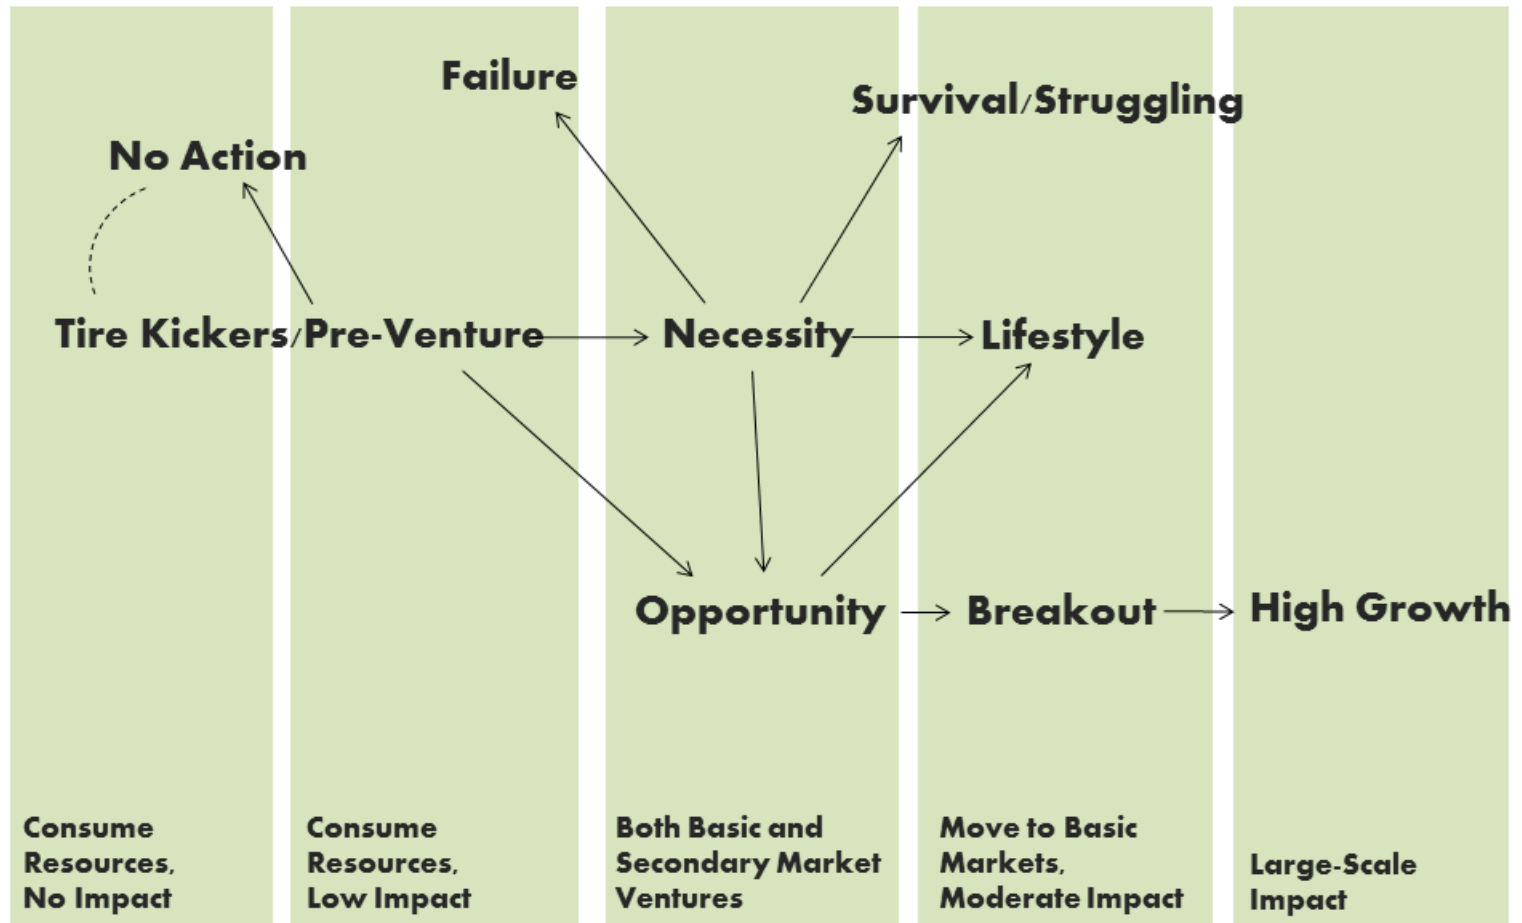 Failure
Survival/Struggling
No Action
Tire Kickers/Pre-Venture
Necessity
Lifestyle
Opportunity
Breakout
High Growth
Consume
Resources,
No Impact
Consume
Resources,
Low Impact
Both Basic and
Secondary Market
Ventures
Move to Basic
Markets,
Moderate Impact
Large-Scale
Impact